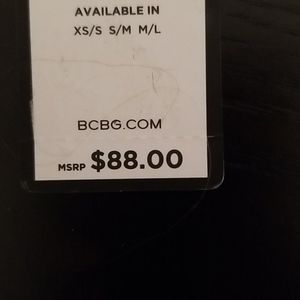 AVAILABLE IN
XS/S S/M M/L
BCBG.COM
MSRP $88.00